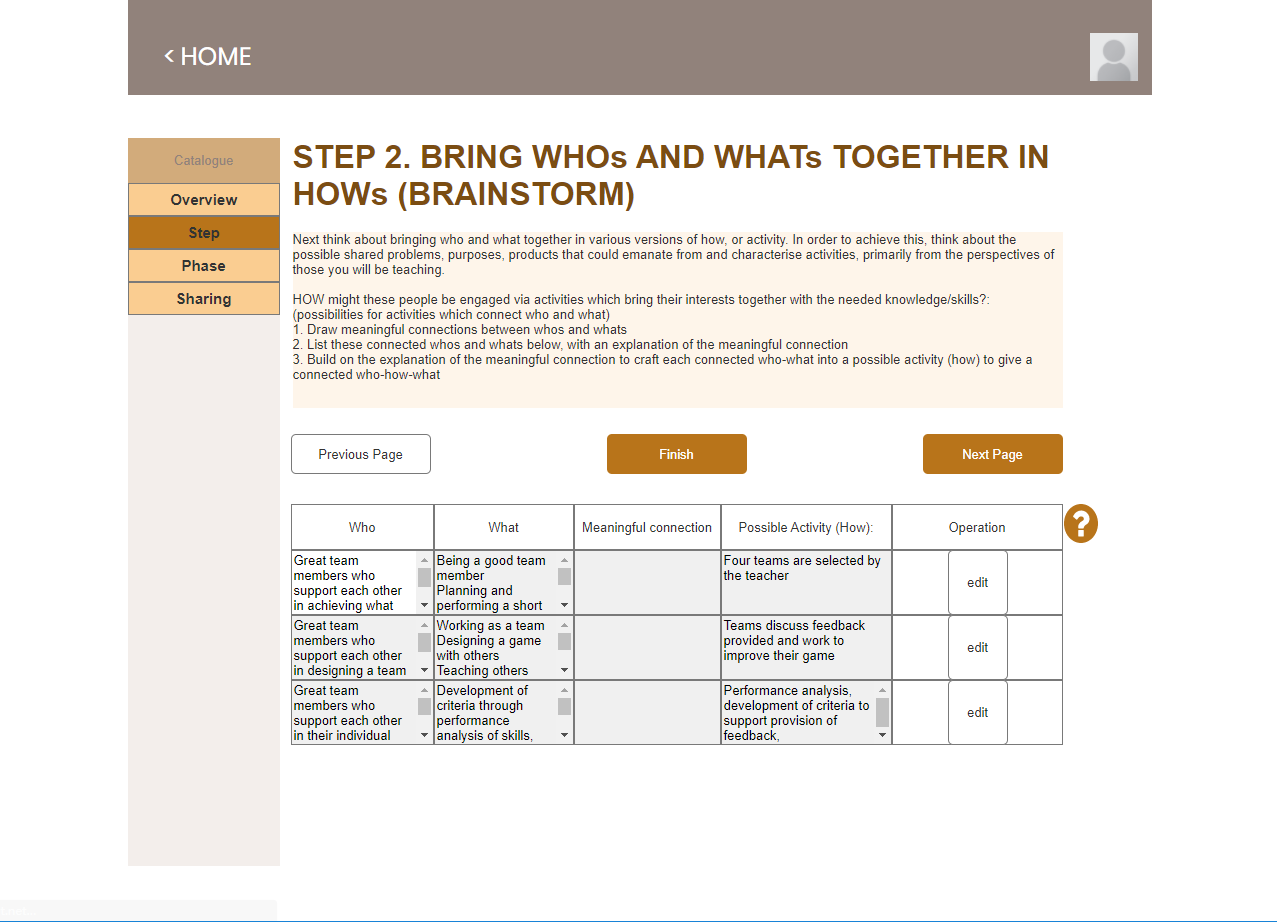 < HOME
Catalogue
Overview
Step
Phase
Sharing
STEP 2. BRING WHOs AND WHATs TOGETHER IN
HOWs (BRAINSTORM)
Next think about bringing who and what together in various versions of how, or activity. In order to achieve this, think about the
possible shared problems, purposes, products that could emanate from and characterise activities, primarily from the perspectives of
those you will be teaching.
HOW might these people be engaged via activities which bring their interests together with the needed knowledge/skills?:
(possibilities for activities which connect who and what)
1. Draw meaningful connections between whos and whats
2. List these connected whos and whats below, with an explanation of the meaningful connection
3. Build on the explanation of the meaningful connection to craft each connected who-what into a possible activity (how) to give a
connected who-how-what
Previous Page
Finish
Next Page
Who
What
Meaningful connection
Possible Activity (How):
Operation
?
Great team
members who
support each other
in achieving what
Being a good team
member
Planning and
performing a short
Four teams are selected by
the teacher
edit
Great team
members who
support each other
in designing a team
Working as a team
Designing a game
with others
Teaching others
Teams discuss feedback
provided and work to
improve their game
edit
Great team
members who
support each other
in their individual
Development of
criteria through
performance
analysis of skills,
Performance analysis,
development of criteria to
support provision of
feedback,
edit